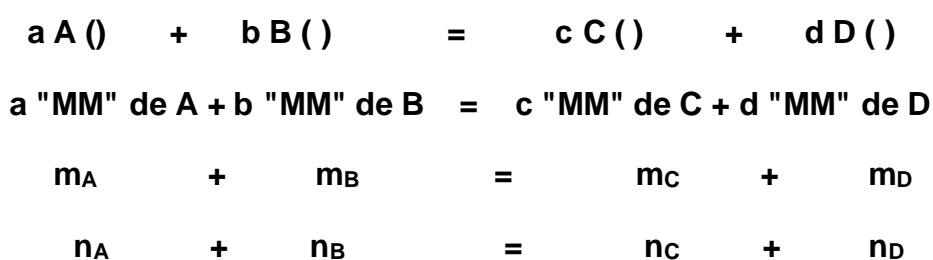 a A () + b B ( ) = c C ( ) + d D ( )
a "MM" de A + b "MM" de B = c "MM" de C + d "MM" de D
mA + mB = mC + mD
nA + nB = nC + nD